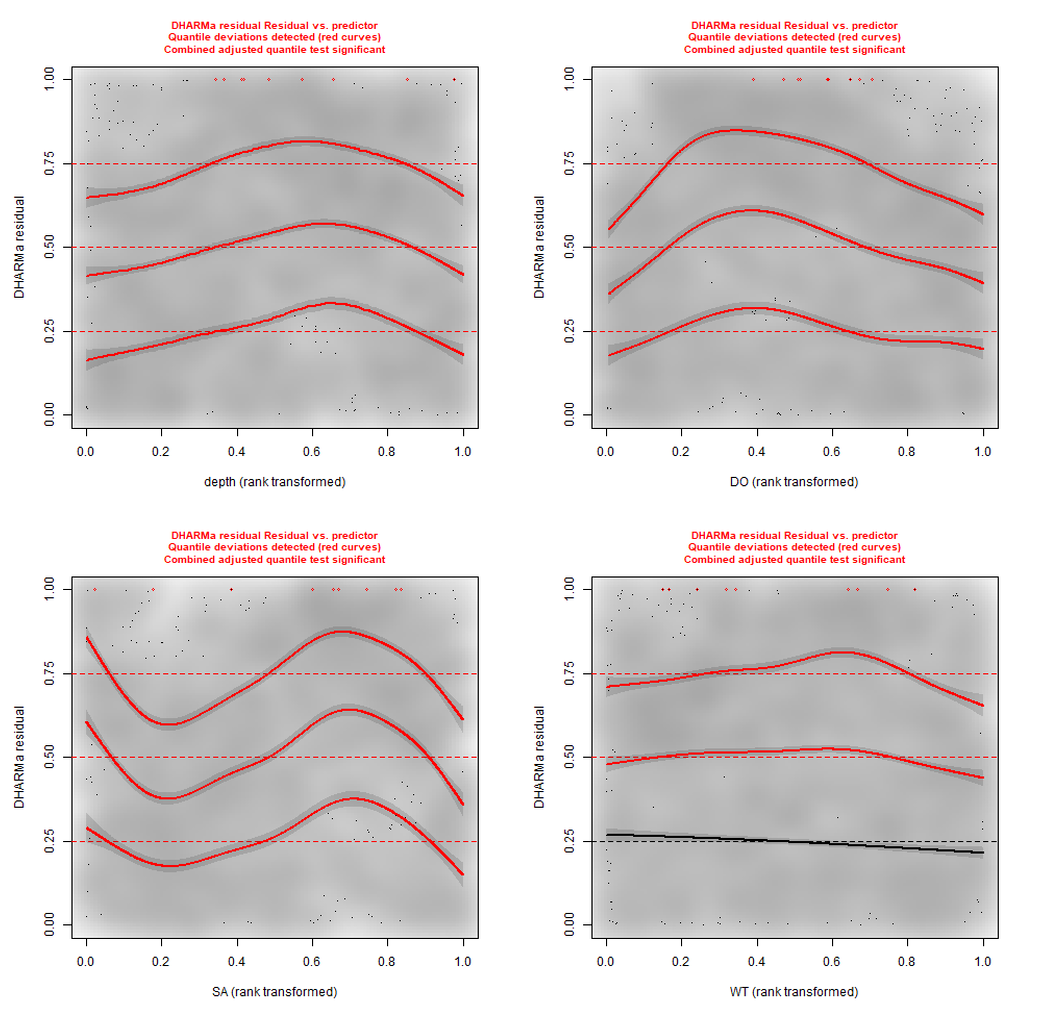 DHARMa residual Residual vs. predictor
Quantile deviations detected (red curves)
Combined adjusted quantile test significant
DHARMa residual
1.00
0.75
0.50
0.25
0.00
0.0 0.2 0.4 0.6 0.8 1.0
depth (rank transformed)
DHARMa residual Residual vs. predictor
Quantile deviations detected (red curves)
Combined adjusted quantile test significant
DHARMa residual
1.00
0.75
0.50
0.25
0.00
0.0 0.2 0.4 0.6 0.8 1.0
DO (rank transformed)
DHARMa residual Residual vs. predictor
Quantile deviations detected (red curves)
Combined adjusted quantile test significant
DHARMa residual
1.00
0.75
0.50
0.25
0.00
0.0 0.2 0.4 0.6 0.8 1.0
SA (rank transformed)
DHARMa residual Residual vs. predictor
Quantile deviations detected (red curves)
Combined adjusted quantile test significant
DHARMa residual
1.00
0.75
0.50
0.25
0.00
0.0 0.2 0.4 0.6 0.8 1.0
WT (rank transformed)